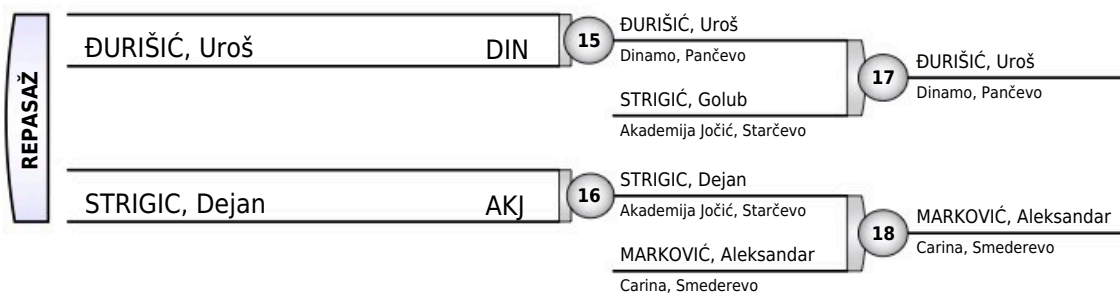 REPASAŽ
ĐURIŠIĆ, Uroš DIN
15
ĐURIŠIĆ, Uroš
Dinamo, Pančevo
STRIGIĆ, Golub
Akademija Jočić, Starčevo
17
ĐURIŠIĆ, Uroš
Dinamo, Pančevo
STRIGIC, Dejan AKJ
16
STRIGIC, Dejan
Akademija Jočić, Starčevo
MARKOVIĆ, Aleksandar
Carina, Smederevo
18
MARKOVIĆ, Aleksandar
Carina, Smederevo